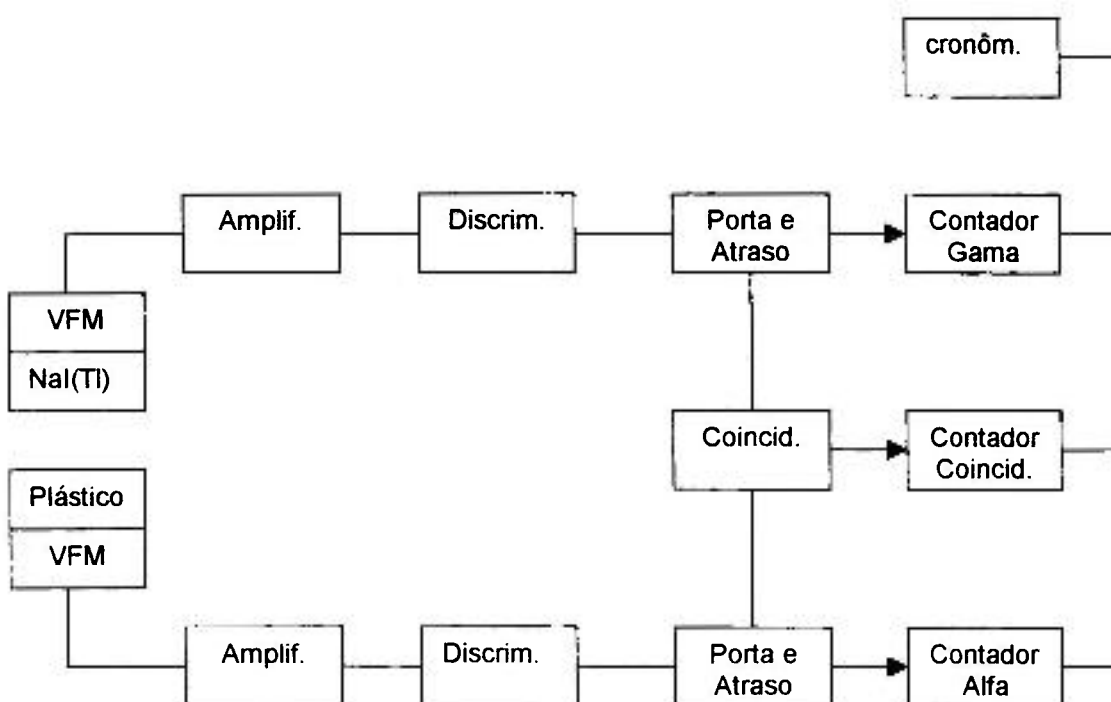 cronôm.
Amplif.
Discrim.
Porta e
Atraso
Contador
Gama
VFM
NaI(Tl)
Coincid.
Contador
Coincid.
Plástico
VFM
Amplif.
Discrim.
Porta e
Atraso
Contador
Alfa